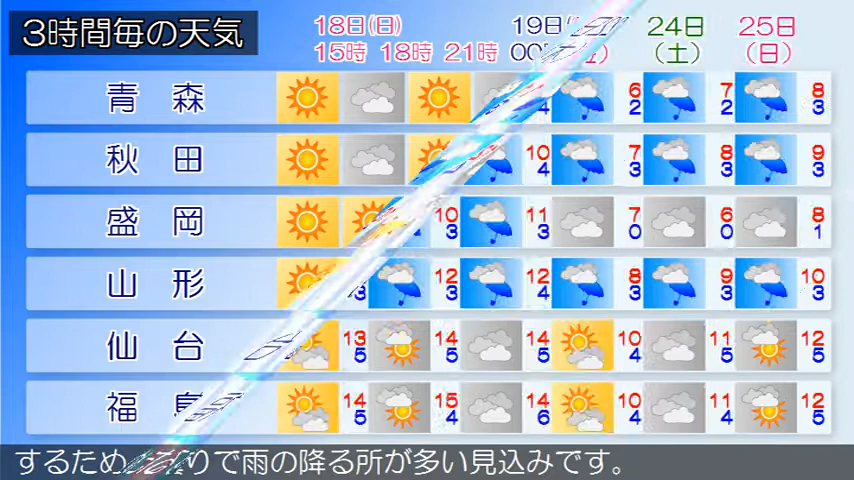 3時間毎の天気
18日(日) 19日 24日 25日
15時 18時 21時 00 (土) (日)
青森 4 6 2 7 2 8 3
秋田 10 4 7 3 8 3 9 3
盛岡 10 3 11 3 7 0 6 0 8 1
山形 3 12 3 12 4 8 3 9 3 10 3
仙台 13 5 14 5 14 5 10 4 11 5 12 5
福島 14 5 15 4 14 6 10 4 11 4 12 5
するため、 りで雨の降る所が多い見込みです。